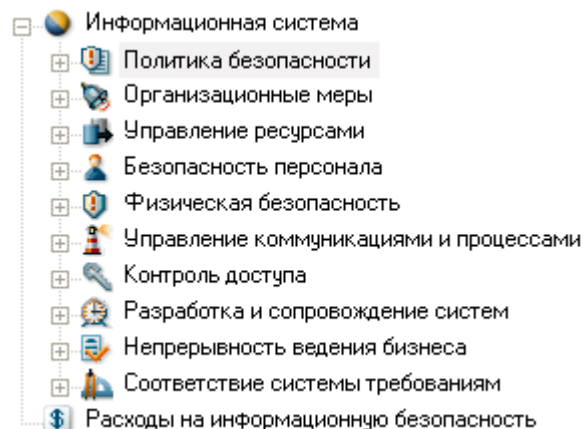 Информационная система
Политика безопасности
Организационные меры
Управление ресурсами
Безопасность персонала
Физическая безопасность
Управление коммуникациями и процессами
Контроль доступа
Разработка и сопровождение систем
Непрерывность ведения бизнеса
Соответствие системы требованиям
Расходы на информационную безопасность